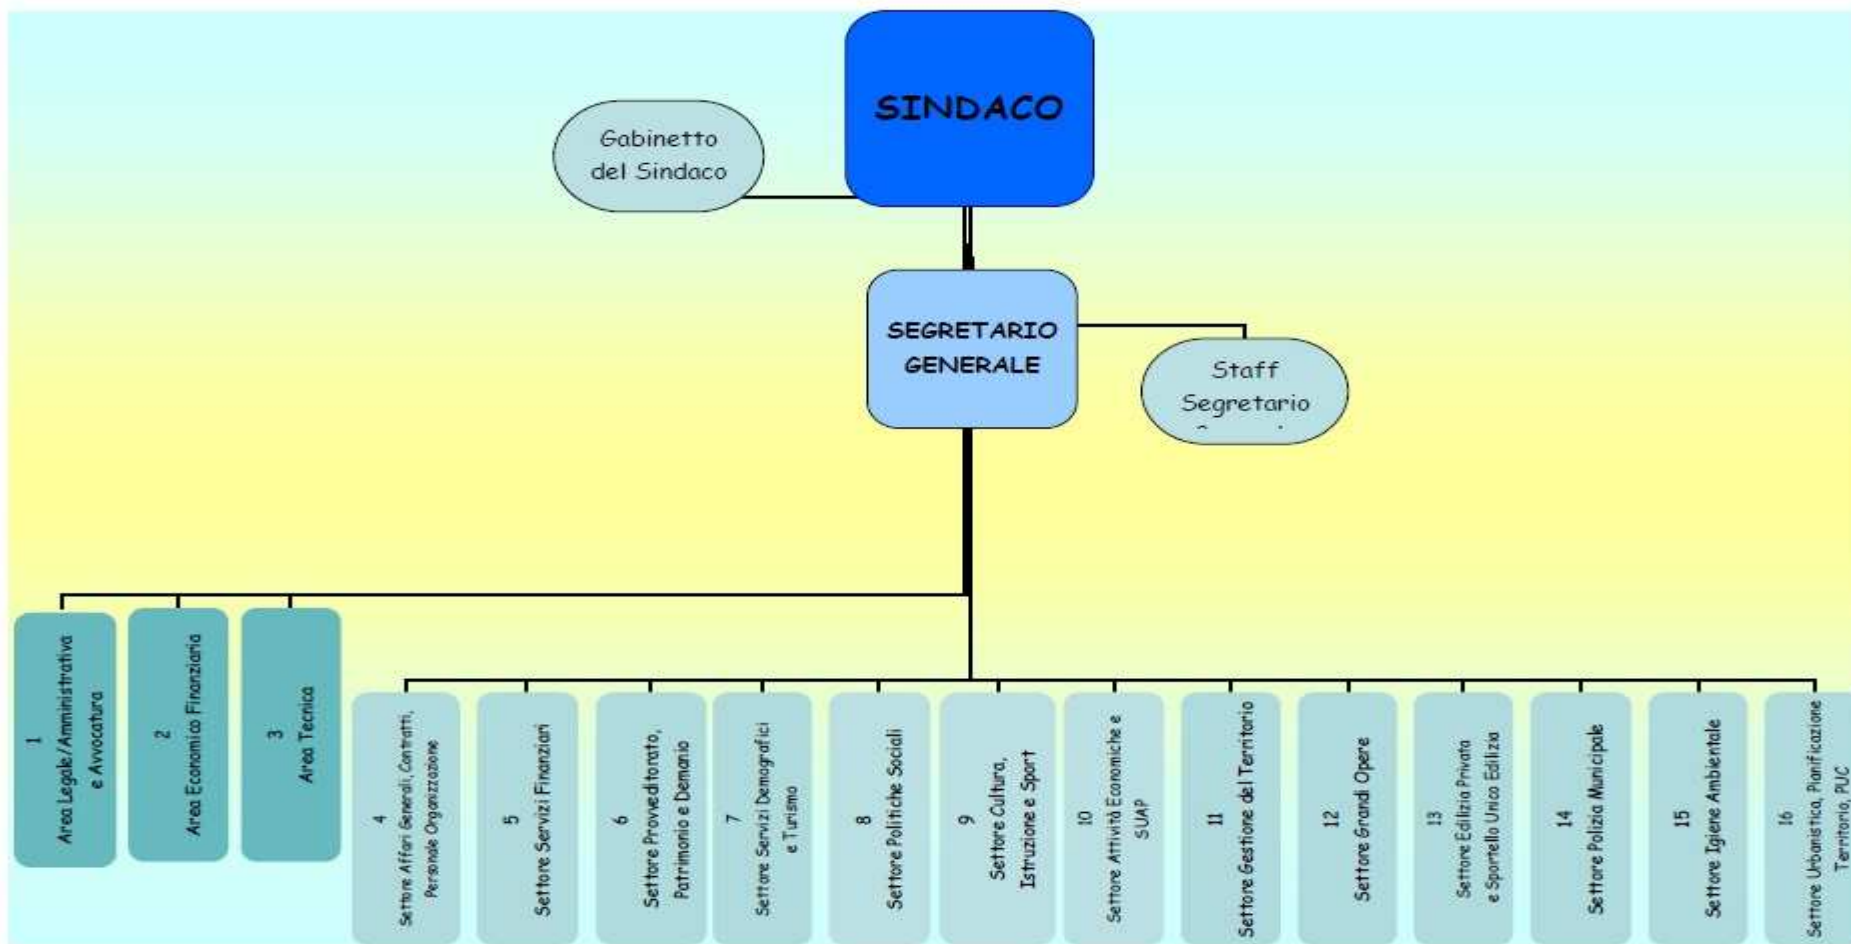 SINDACO
Gabinetto
del Sindaco
SEGRETARIO
GENERALE
Staff
Segretario
1
Area Legale/Amministrativa
e Avvocatura
2
Area Economico Finanziaria
3
Area Tecnica
4
Settore Affari Generali, Contratti,
Personale Organizzazione
5
Settore Servizi Finanziari
6
Settore Provveditorato,
Patrimonio e Demanio
7
Settore Servizi Demografici
e Turismo
8
Settore Politiche Sociali
9
Settore Cultura,
Istruzione e Sport
10
Settore Attività Economiche e
SUAP
11
Settore Gestione del Territorio
12
Settore Grandi Opere
13
Settore Edilizia Privata
e Sportello Unico Edilizia
14
Settore Polizia Municipale
15
Settore Igiene Ambientale
16
Settore Urbanistica, Pianificazione
Territorio, PUC